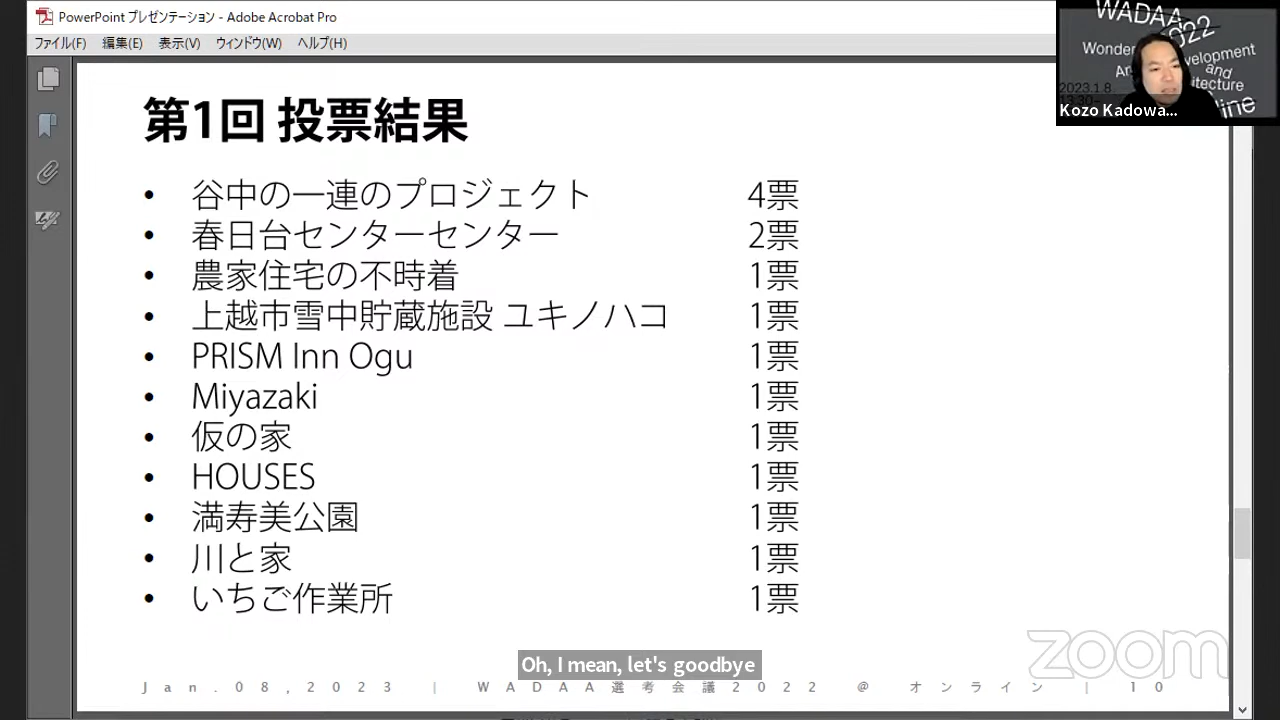 PowerPoint プレゼンテーション - Adobe Acrobat Pro
ファイル(F) 編集(E) 表示(V) ウィンドウ(W) ヘルプ(H)
WADAA
2022
Wonder
velopment
and
itecture
line
2023.1.8
Kozo Kadowa...
第1回 投票結果
• 谷中の一連のプロジェクト 4票
• 春日台センターセンター 2票
• 農家住宅の不時着 1票
• 上越市雪中貯蔵施設 ユキノハコ 1票
• PRISM Inn Ogu 1票
• Miyazaki 1票
• 仮の家 1票
• HOUSES 1票
• 満寿美公園 1票
• 川と家 1票
• いちご作業所 1票
zoom
Oh, I mean, let's goodbye
Jan.08,2023 | WADAA選考会議2022 @ オンライン | 10